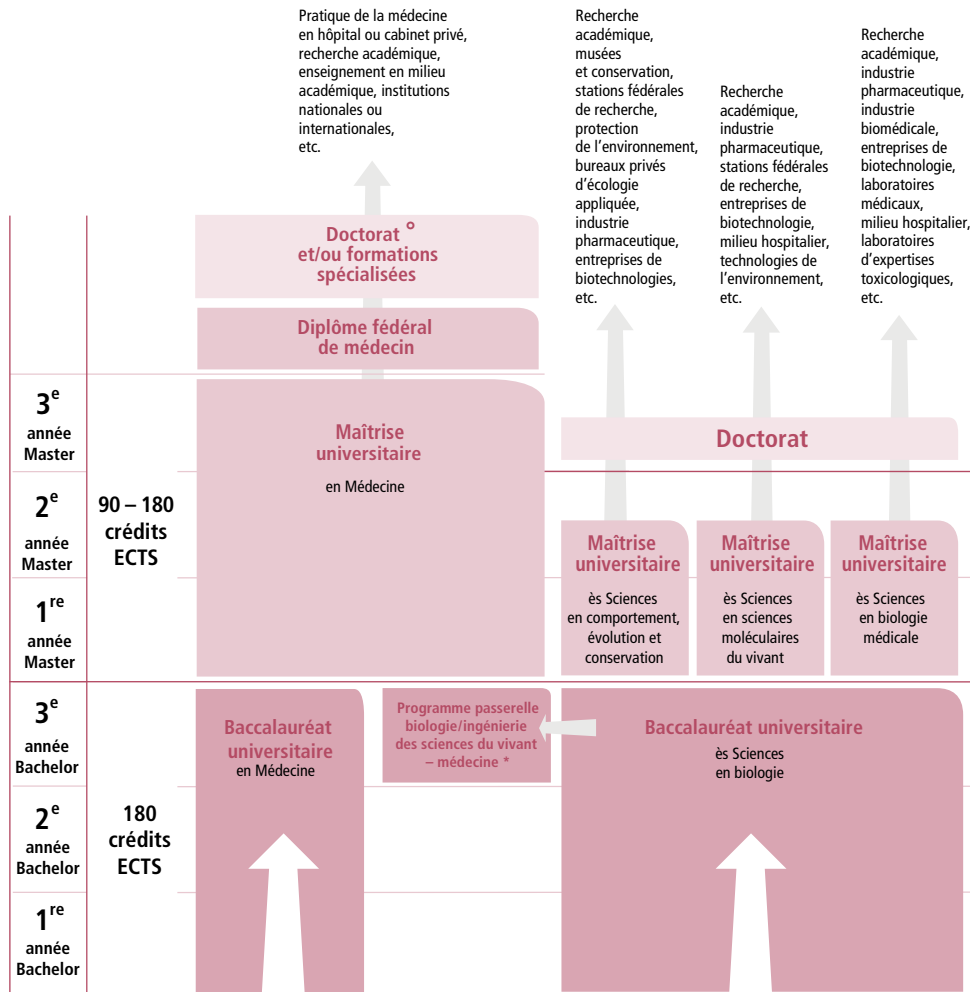 Pratique de la médecine
en hôpital ou cabinet privé,
recherche académique,
enseignement en milieu
académique, institutions
nationales ou
internationales,
etc.
Recherche
académique,
musées
et conservation,
stations fédérales
de recherche,
protection
de l'environnement,
bureaux privés
d'écologie
appliquée,
industrie
pharmaceutique,
entreprises de
biotechnologies,
etc.
Recherche
académique,
industrie
pharmaceutique,
stations fédérales
de recherche,
entreprises de
biotechnologie,
milieu hospitalier,
technologies de
l'environnement,
etc.
Recherche
académique,
industrie
pharmaceutique,
industrie
biomédicale,
entreprises de
biotechnologie,
laboratoires
médicaux,
milieu hospitalier,
laboratoires
d'expertises
toxicologiques,
etc.
Doctorat °
et/ou formations
spécialisées
Diplôme fédéral
de médecin
3e
année
Master
Maîtrise
universitaire
en Médecine
Doctorat
2e
année
Master
90 – 180
crédits
ECTS
Maîtrise
universitaire
ès Sciences
en comportement,
évolution et
conservation
Maîtrise
universitaire
ès Sciences
en sciences
moléculaires
du vivant
Maîtrise
universitaire
ès Sciences
en biologie
médicale
1re
année
Master
3e
année
Bachelor
Baccalauréat
universitaire
en Médecine
Programme passerelle
biologie/ingénierie
des sciences du vivant
– médecine *
Baccalauréat universitaire
ès Sciences
en biologie
2e
année
Bachelor
180
crédits
ECTS
1re
année
Bachelor